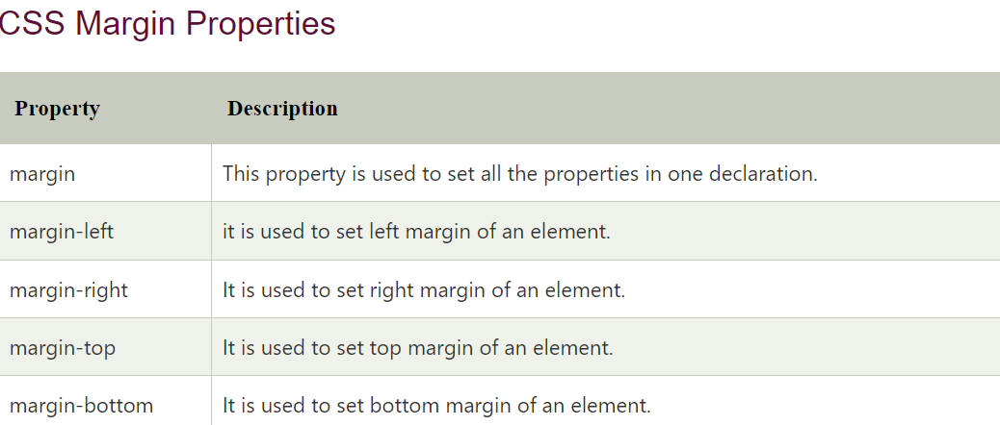 CSS Margin Properties
Property Description
margin This property is used to set all the properties in one declaration.
margin-left it is used to set left margin of an element.
margin-right It is used to set right margin of an element.
margin-top It is used to set top margin of an element.
margin-bottom It is used to set bottom margin of an element.